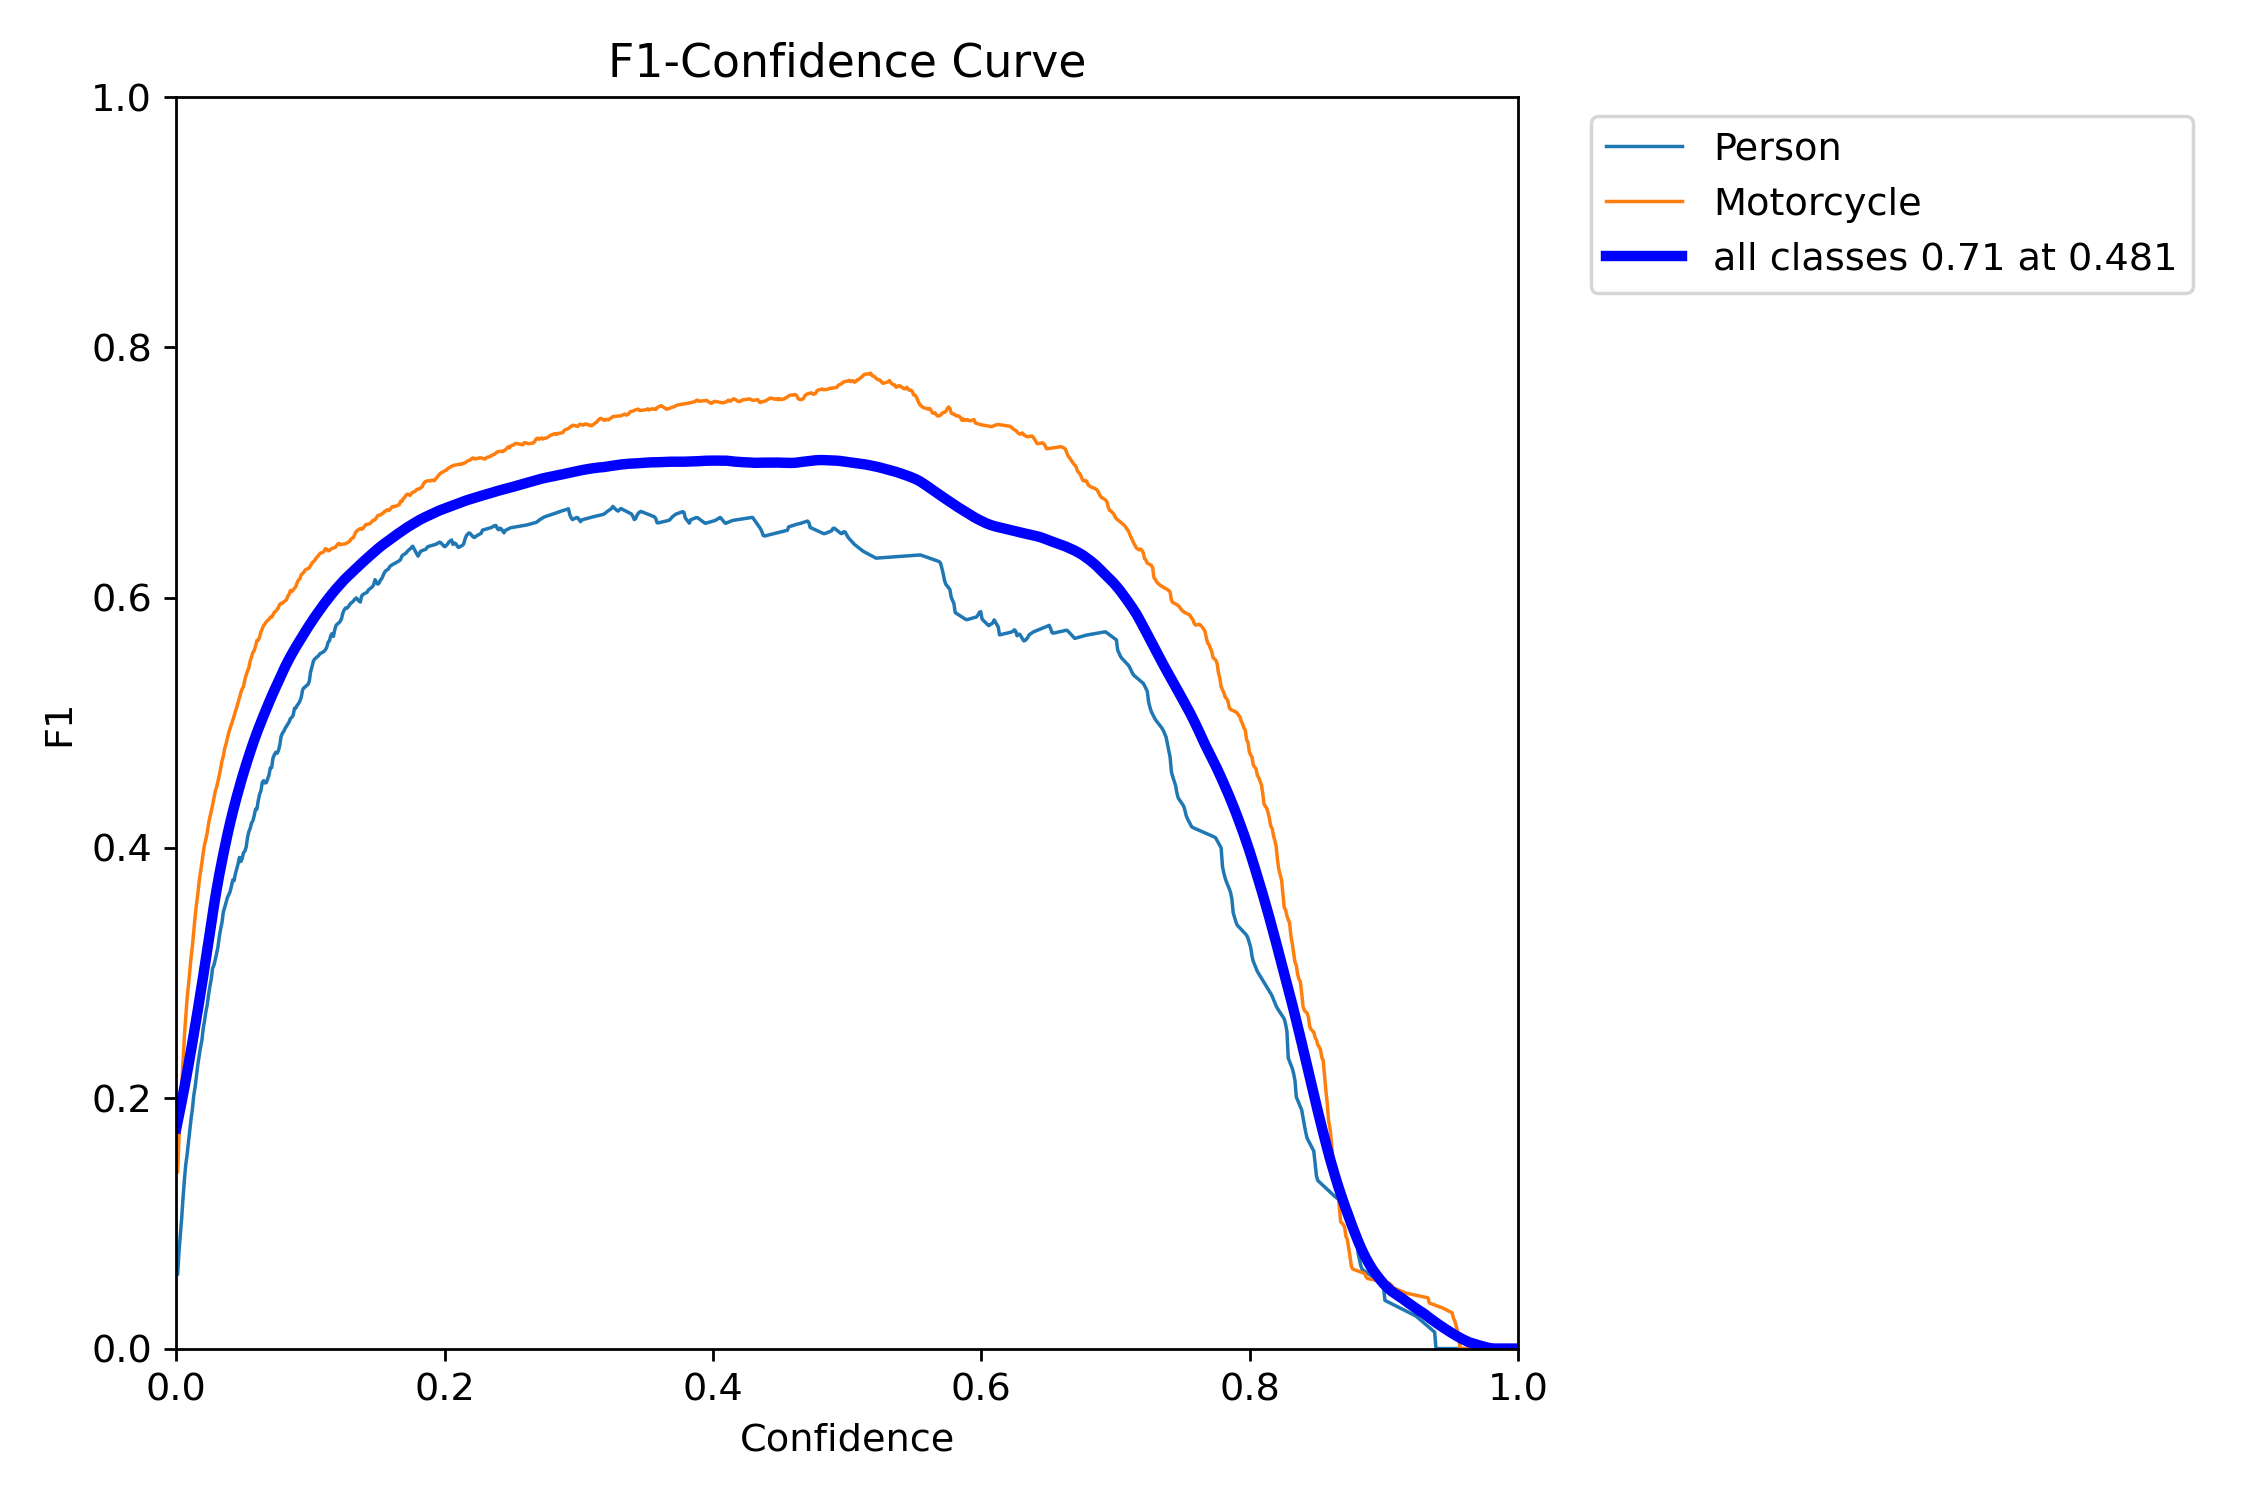 F1-Confidence Curve
1.0
0.8
0.6
0.4
0.2
0.0
F1
0.0 0.2 0.4 0.6 0.8 1.0
Confidence
Person
Motorcycle
all classes 0.71 at 0.481